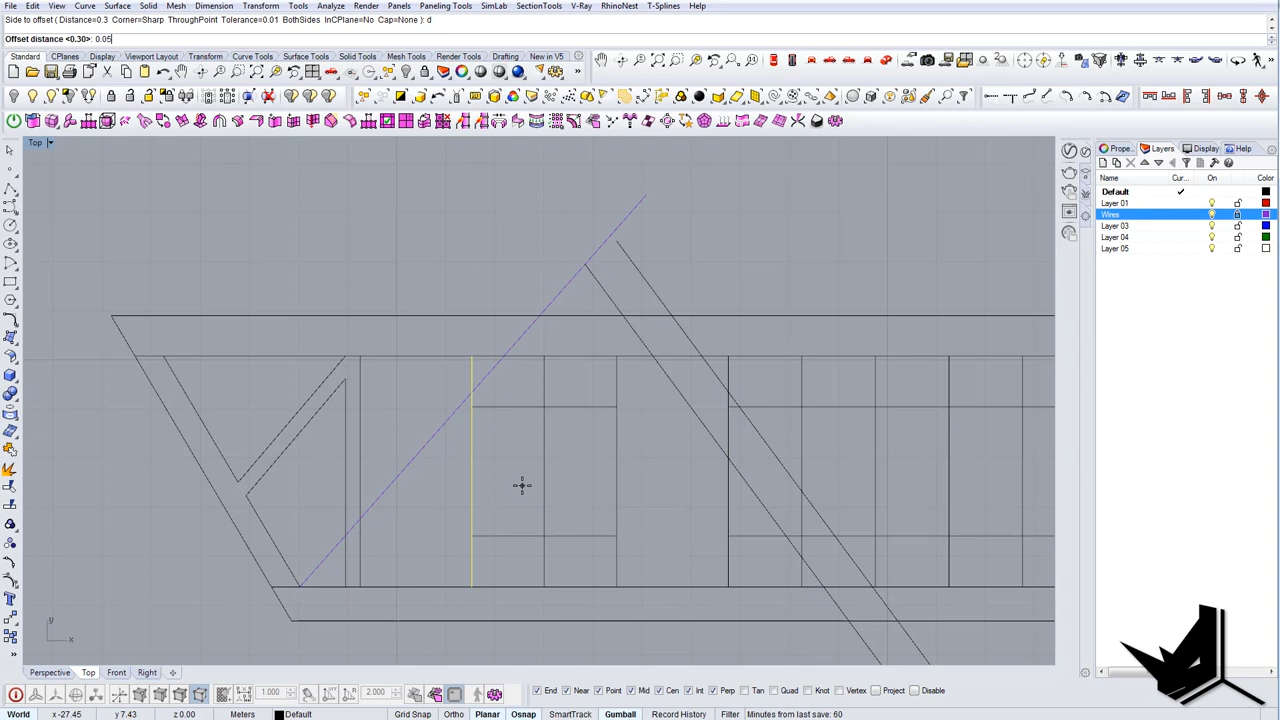 File Edit View Curve Surface Solid Mesh Dimension Transform Tools Analyze Render Panels Paneling Tools SimLab SectionTools V-Ray RhinoNest T-Splines Help
Side to offset ( Distance=0.3 Corner=Sharp ThroughPoint Tolerance=0.01 BothSides InCPlane=No Cap=None ): d
Offset distance <0.30>: 0.05
Standard CPlanes Display Viewport Layout Transform Curve Tools Surface Tools Solid Tools Mesh Tools Render Tools Drafting New in V5
Top
Prope... Layers Display Help
Name Cur... On Color
Default
Layer 01
Wires
Layer 03
Layer 04
Layer 05
y
x
Perspective Top Front Right
1.000 2.000 End Near Point Mid Cen Int Perp Tan Quad Knot Vertex Project Disable
World x -27.45 y 7.43 z 0.00 Meters Default Grid Snap Ortho Planar Osnap SmartTrack Gumball Record History Filter Minutes from last save: 60